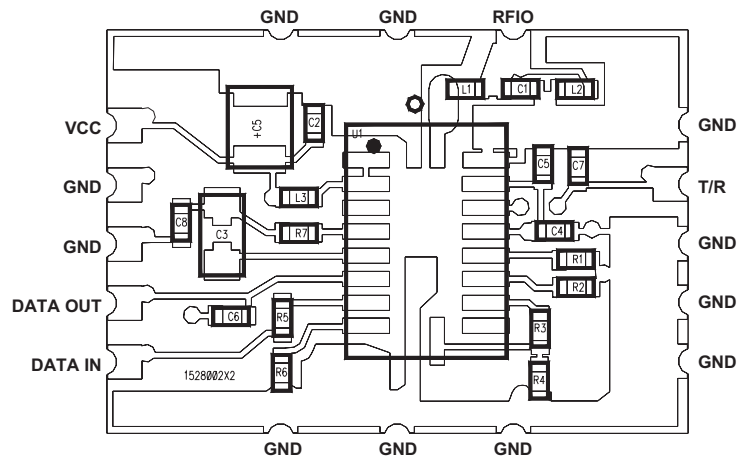 GND GND RFIO
L1 C1 L2
VCC +C5 C2 U1 GND
C5 C7
GND L3 T/R
C8 C3 R7 C4
GND GND
R1
R2
DATA OUT C6 R5 GND
R3
DATA IN GND
1528002X2 R6 R4
GND GND GND